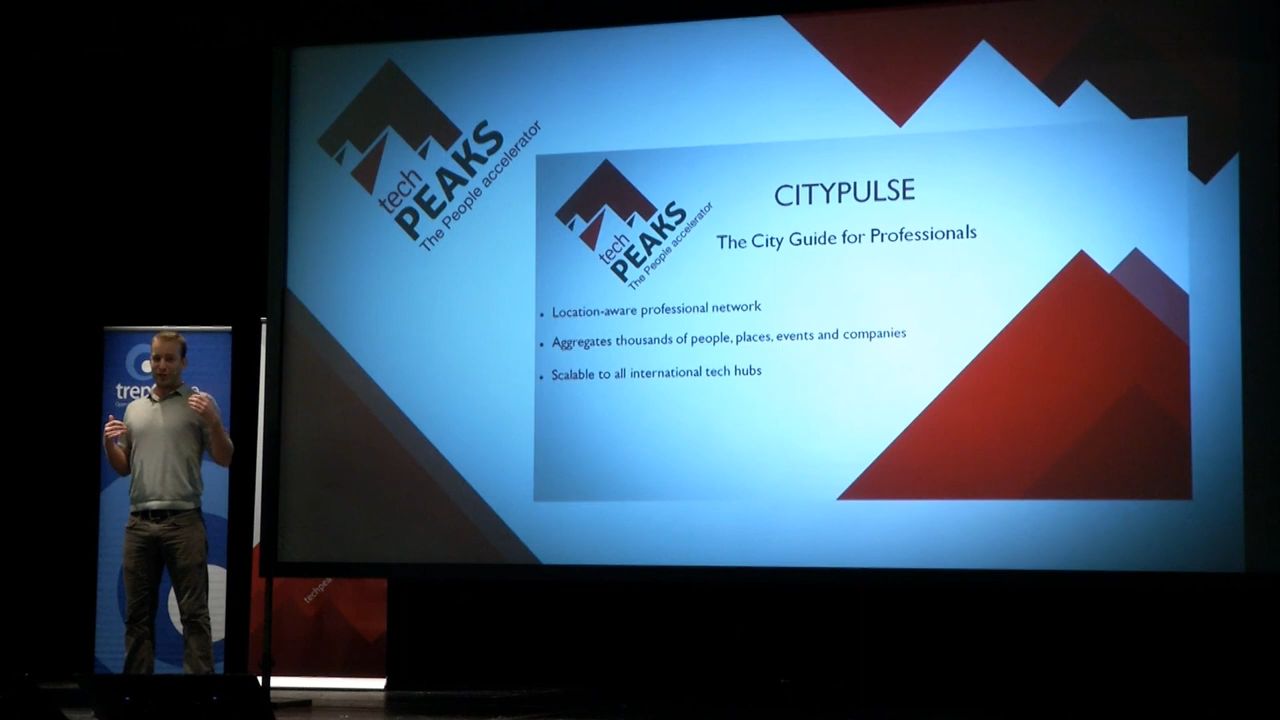 tech
PEAKS
The People accelerator
tech
PEAKS
The People accelerator
CITYPULSE
The City Guide for Professionals
• Location-aware professional network
• Aggregates thousands of people, places, events and companies
• Scalable to all international tech hubs